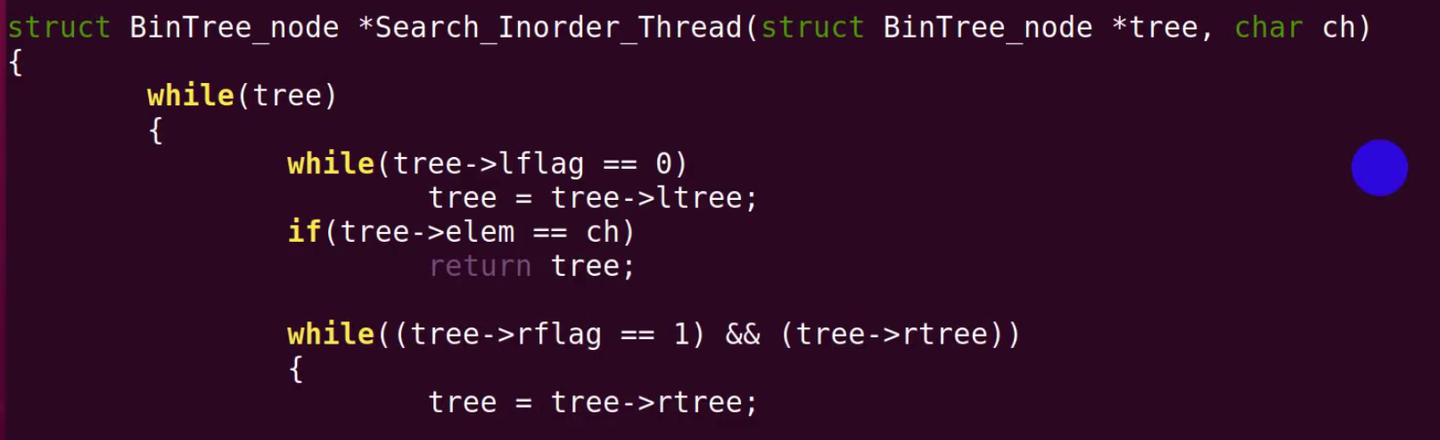 struct BinTree_node *Search_Inorder_Thread(struct BinTree_node *tree, char ch)
{
while(tree)
{
while(tree->lflag == 0)
tree = tree->ltree;
if(tree->elem == ch)
return tree;
while((tree->rflag == 1) && (tree->rtree))
{
tree = tree->rtree;